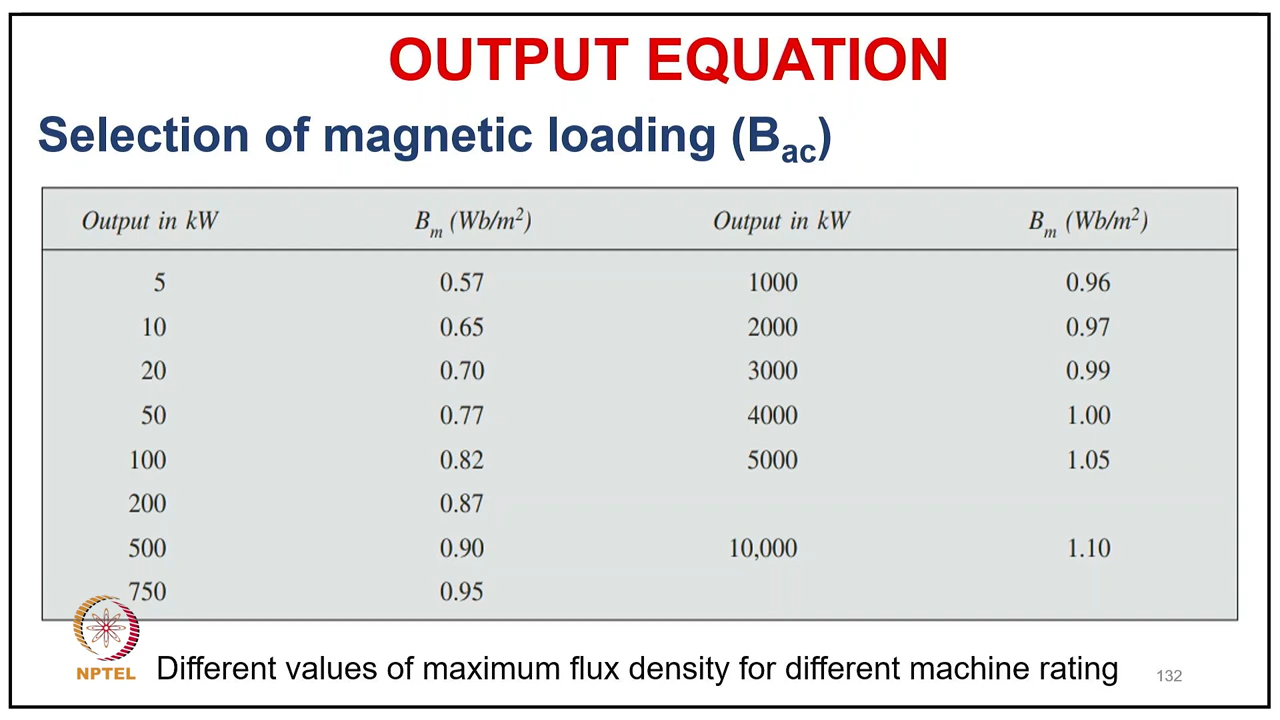 OUTPUT EQUATION
Selection of magnetic loading (Bac)
Output in kW Bm (Wb/m2) Output in kW Bm (Wb/m2)
5 0.57 1000 0.96
10 0.65 2000 0.97
20 0.70 3000 0.99
50 0.77 4000 1.00
100 0.82 5000 1.05
200 0.87
500 0.90 10,000 1.10
750 0.95
NPTEL
Different values of maximum flux density for different machine rating
132